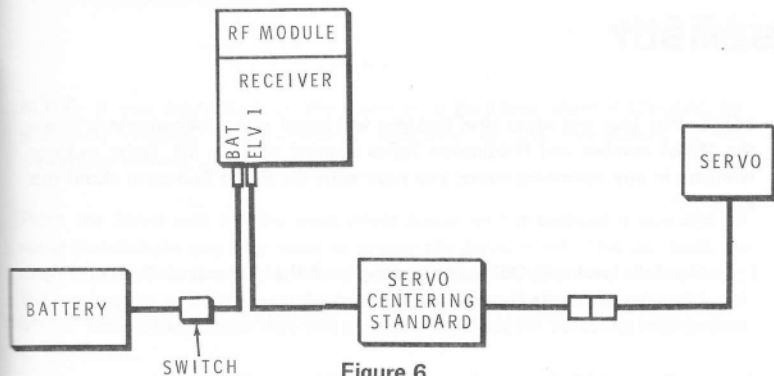 RF MODULE
RECEIVER
BAT
ELV 1
SERVO
BATTERY
SERVO
CENTERING
STANDARD
SWITCH
Figure 6